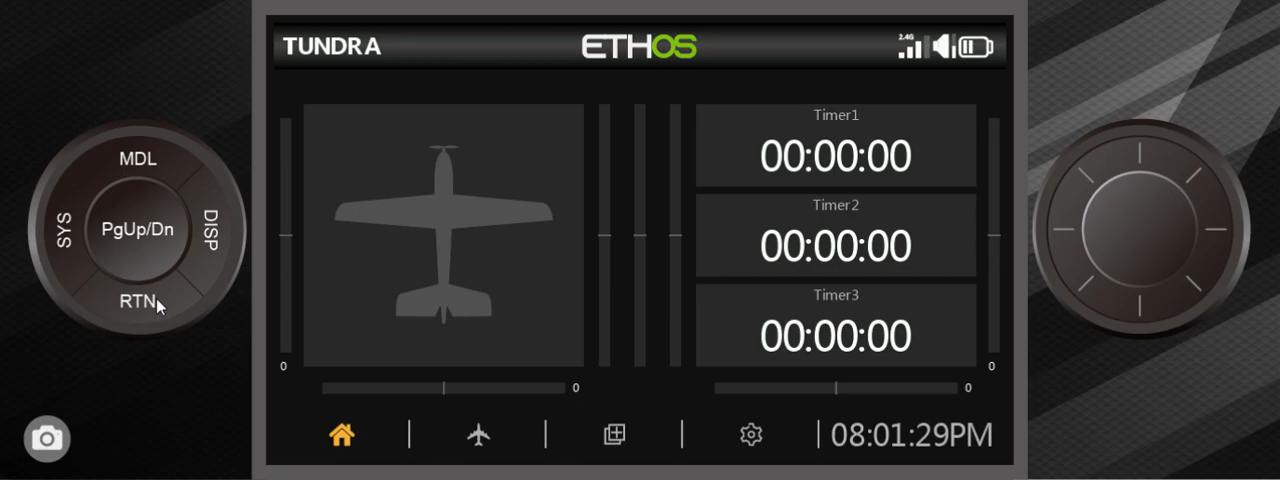 TUNDRA
ETHOS
2.4G
MDL
SYS
PgUp/Dn
DISP
RTN
Timer1
00:00:00
Timer2
00:00:00
Timer3
00:00:00
0
0
0
0
08:01:29PM